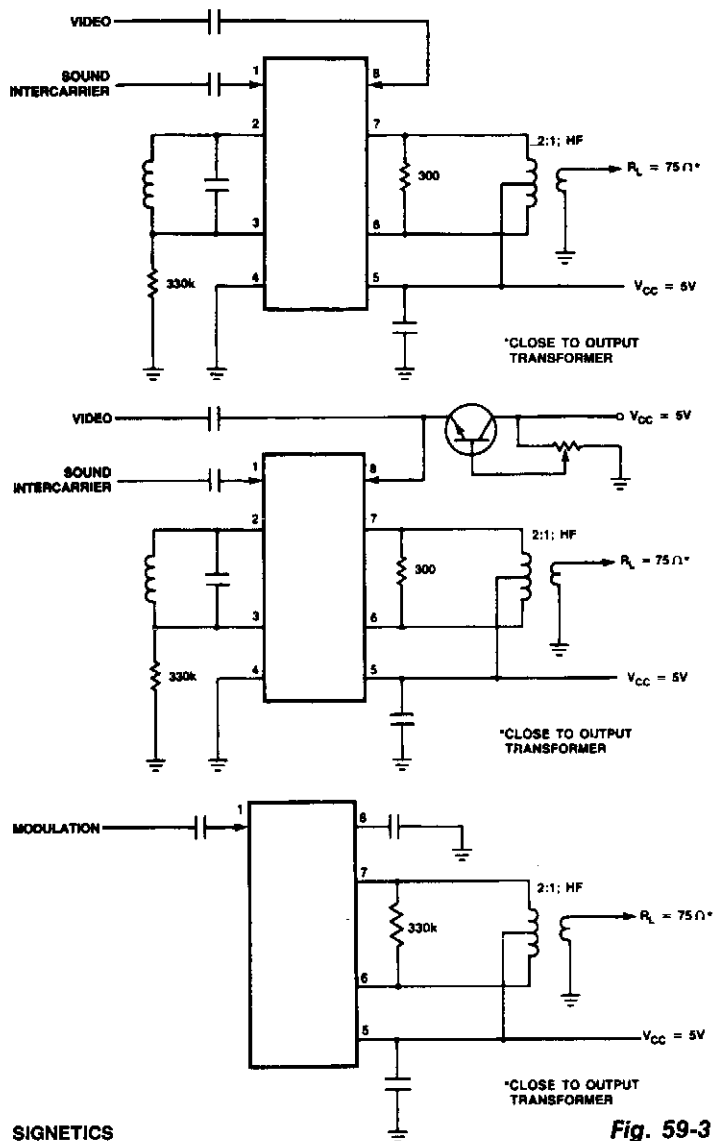 VIDEO
SOUND
INTERCARRIER
1
8
2
7
2:1; HF
300
R_L = 75Ω*
3
6
330k
4
5
V_CC = 5V
*CLOSE TO OUTPUT
TRANSFORMER
VIDEO
V_CC = 5V
SOUND
INTERCARRIER
1
8
2
7
2:1; HF
300
R_L = 75Ω*
3
6
330k
4
5
V_CC = 5V
*CLOSE TO OUTPUT
TRANSFORMER
MODULATION
1
8
7
2:1; HF
330k
R_L = 75Ω*
6
5
V_CC = 5V
*CLOSE TO OUTPUT
TRANSFORMER
SIGNETICS
Fig. 59-3